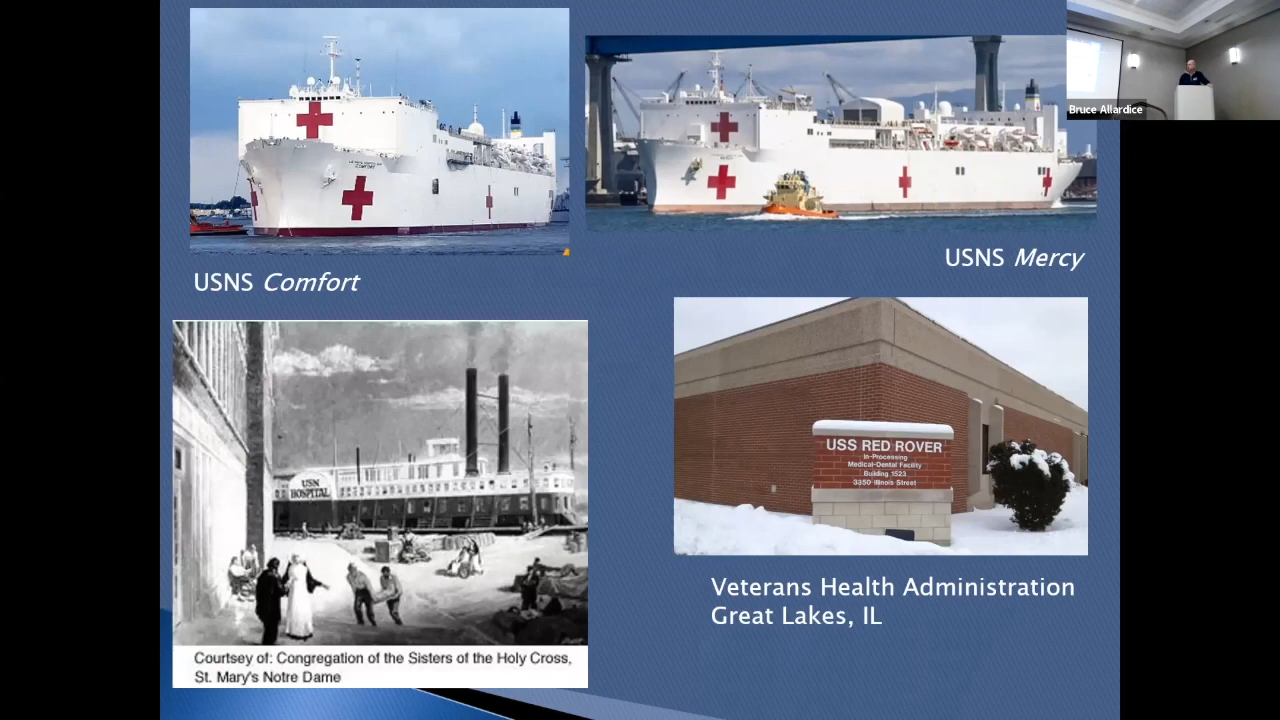 Bruce Allardice
USNS Comfort
USNS Mercy
USN
HOSPITAL
USS RED ROVER
In-Processing
Medical-Dental Facility
Building 1523
3350 Illinois Street
Veterans Health Administration
Great Lakes, IL
Courtsey of: Congregation of the Sisters of the Holy Cross,
St. Mary's Notre Dame